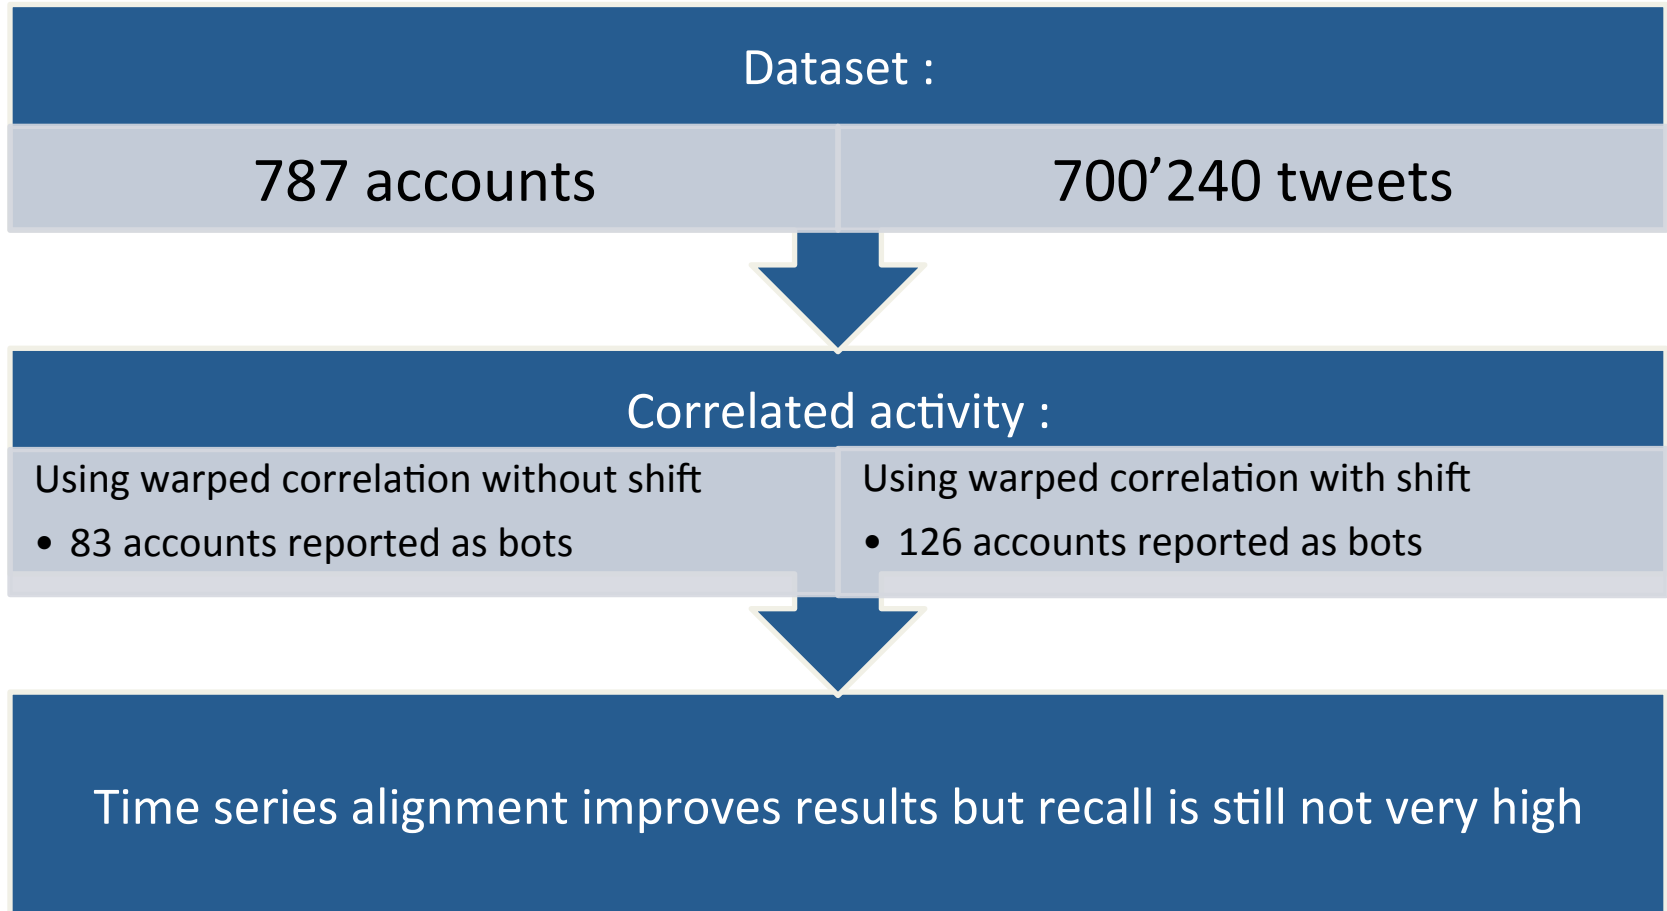 Dataset :
787 accounts
700’240 tweets
Correlated activity :
Using warped correlation without shift
• 83 accounts reported as bots
Using warped correlation with shift
• 126 accounts reported as bots
Time series alignment improves results but recall is still not very high